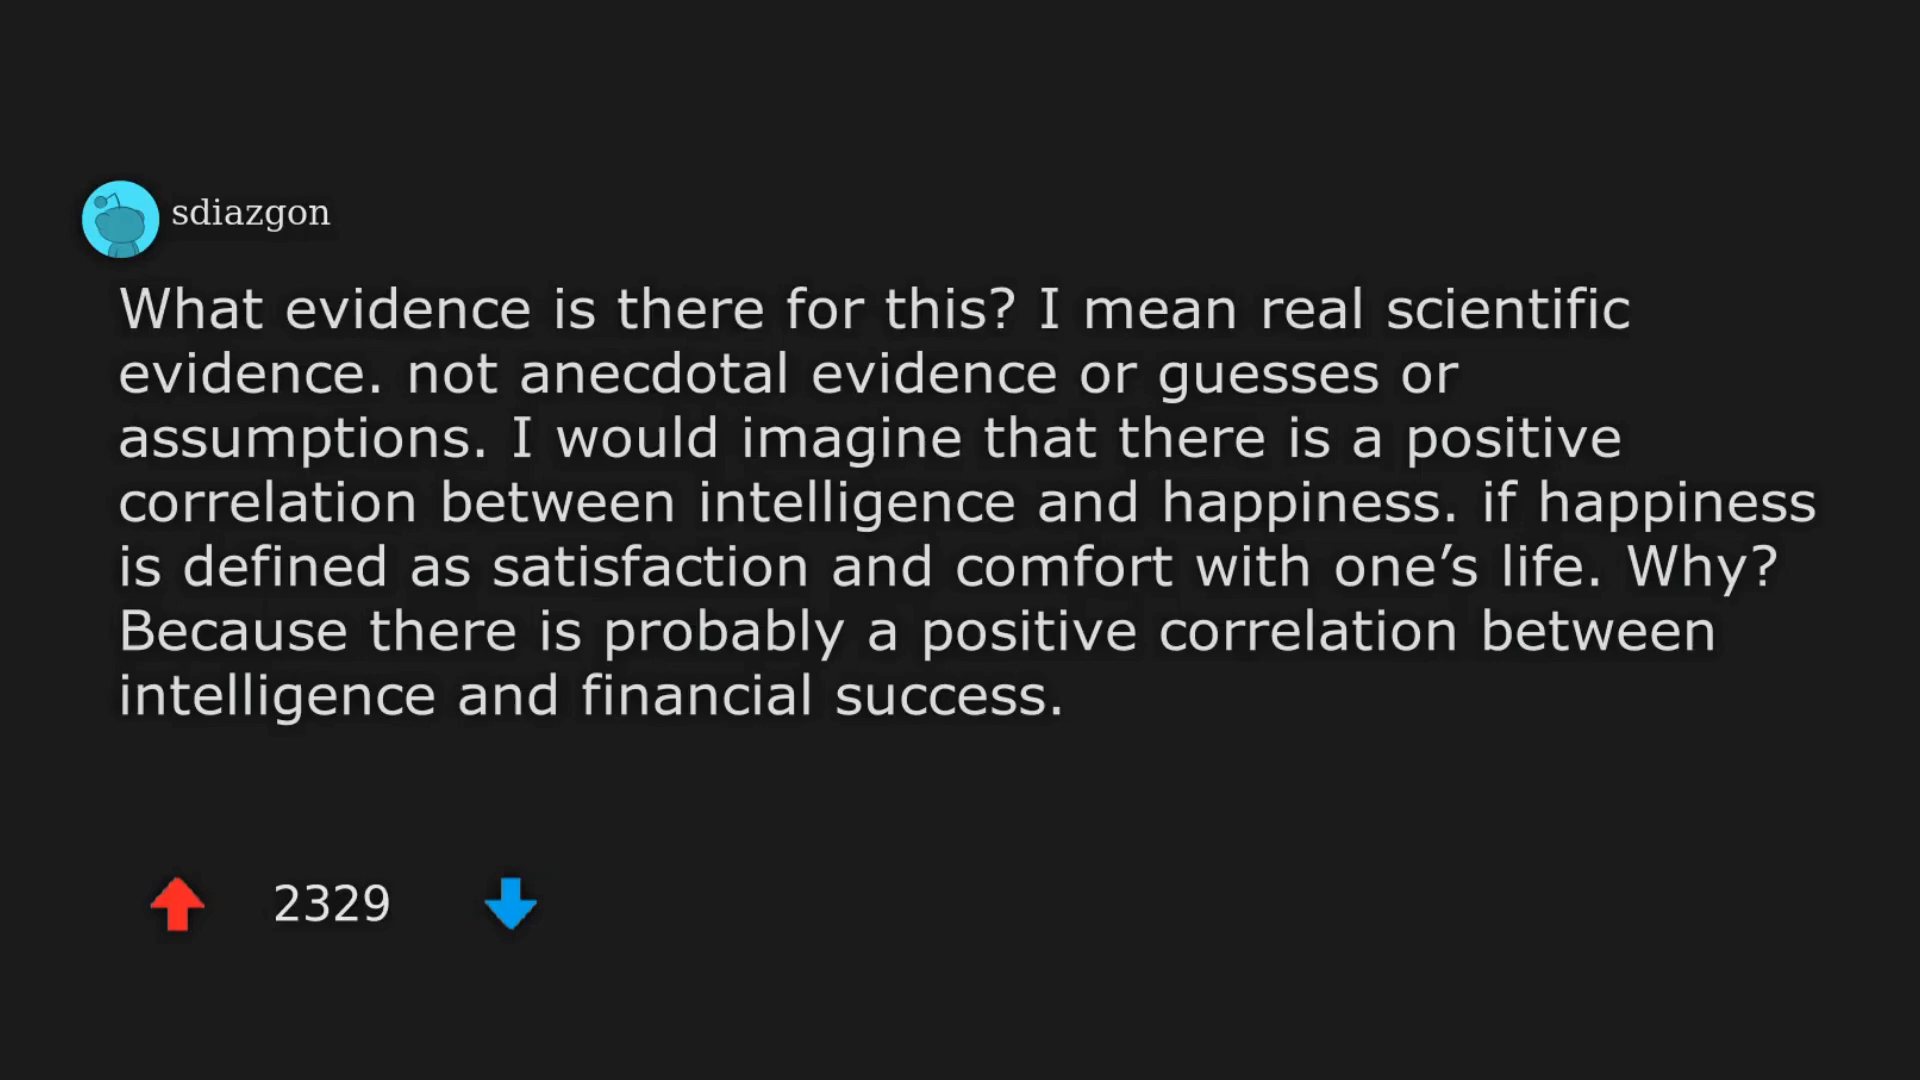 sdiazgon
What evidence is there for this? I mean real scientific
evidence. not anecdotal evidence or guesses or
assumptions. I would imagine that there is a positive
correlation between intelligence and happiness. if happiness
is defined as satisfaction and comfort with one’s life. Why?
Because there is probably a positive correlation between
intelligence and financial success.
2329